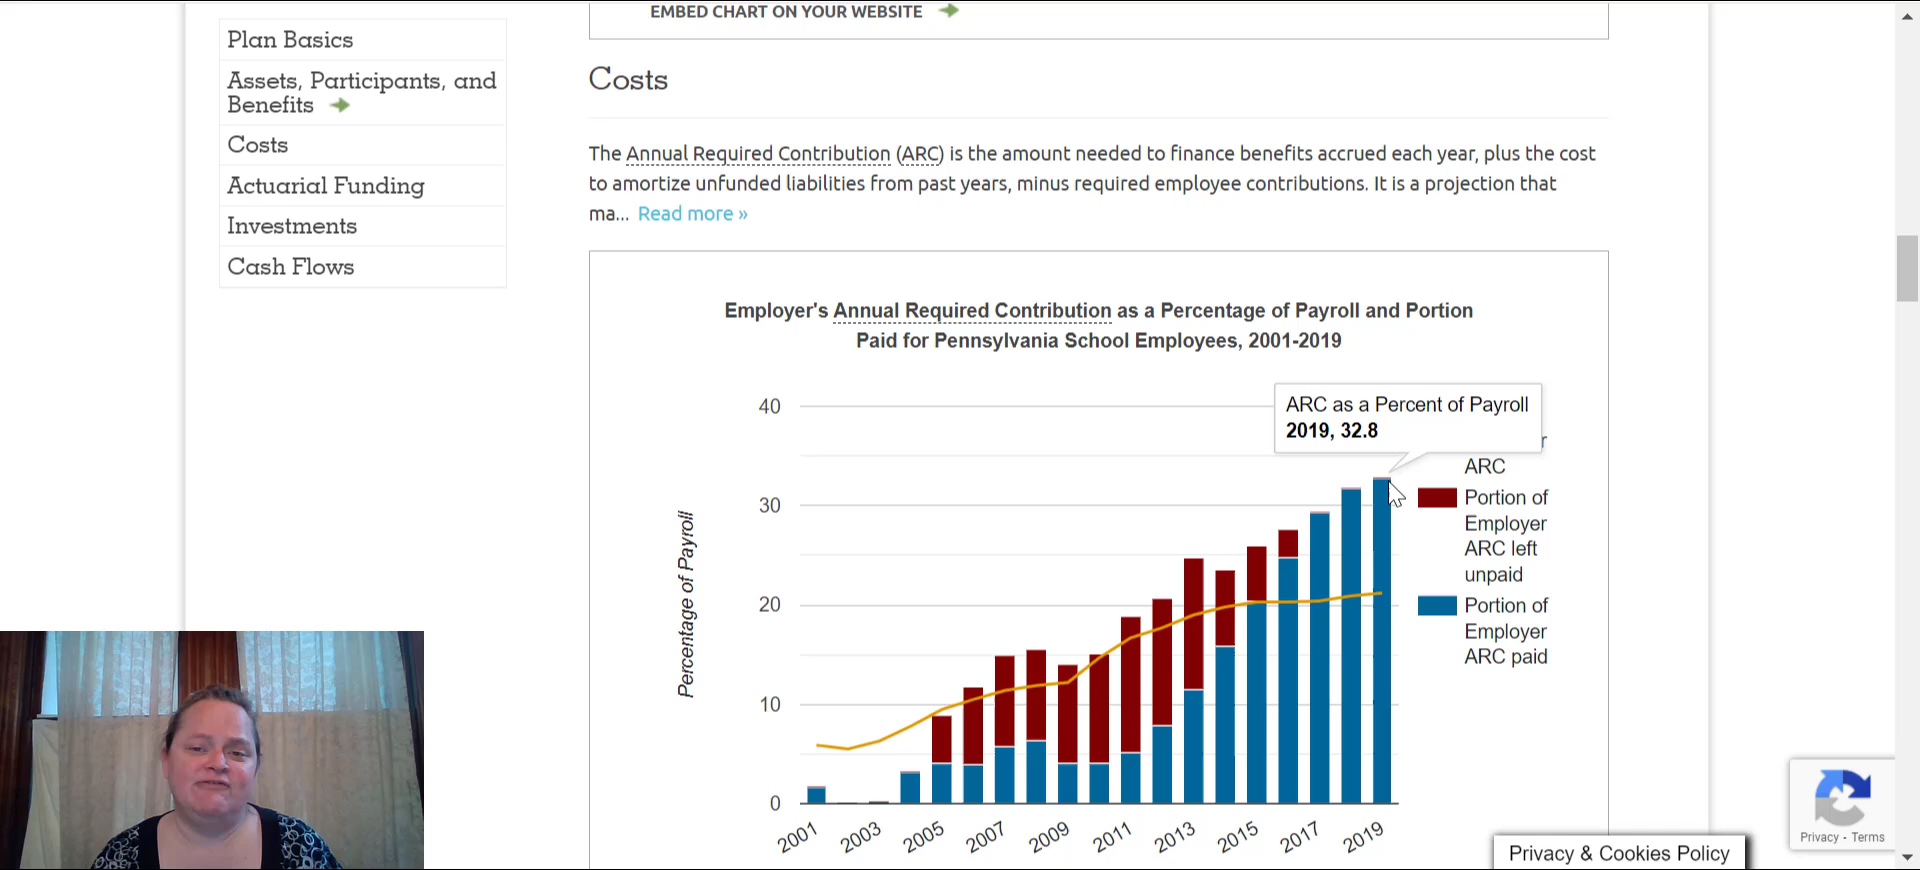 EMBED CHART ON YOUR WEBSITE
Plan Basics
Assets, Participants, and
Benefits
Costs
Actuarial Funding
Investments
Cash Flows
Costs
The Annual Required Contribution (ARC) is the amount needed to finance benefits accrued each year, plus the cost
to amortize unfunded liabilities from past years, minus required employee contributions. It is a projection that
ma... Read more »
Employer's Annual Required Contribution as a Percentage of Payroll and Portion
Paid for Pennsylvania School Employees, 2001-2019
ARC as a Percent of Payroll
2019, 32.8
Percentage of Payroll
40
30
20
10
0
2001
2003
2005
2007
2009
2011
2013
2015
2017
2019
r
ARC
Portion of
Employer
ARC left
unpaid
Portion of
Employer
ARC paid
Privacy - Terms
Privacy & Cookies Policy